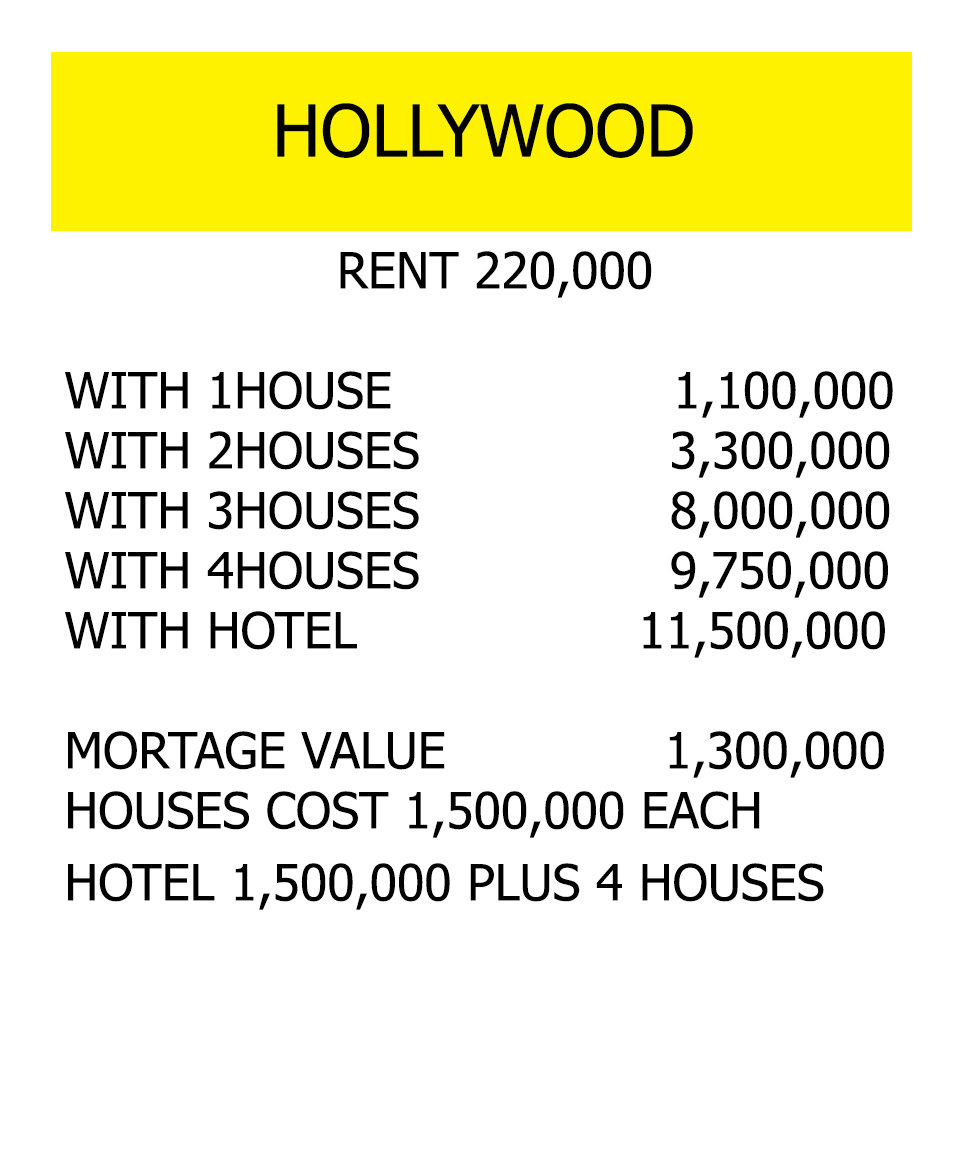 HOLLYWOOD
RENT 220,000
WITH 1HOUSE 1,100,000
WITH 2HOUSES 3,300,000
WITH 3HOUSES 8,000,000
WITH 4HOUSES 9,750,000
WITH HOTEL 11,500,000
MORTAGE VALUE 1,300,000
HOUSES COST 1,500,000 EACH
HOTEL 1,500,000 PLUS 4 HOUSES